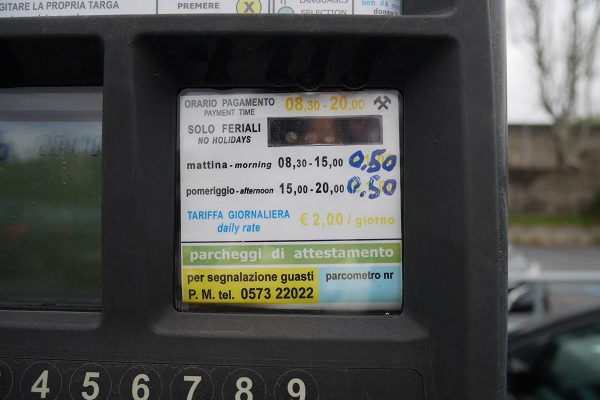 GITARE LA PROPRIA TARGA PREMERE X LANGUAGES
SELECTION
ORARIO PAGAMENTO 08,30-20,00
PAYMENT TIME
SOLO FERIALI
NO HOLIDAYS
mattina - morning 08,30-15,00 0,50
pomeriggio - afternoon 15,00-20,00 0.50
TARIFFA GIORNALIERA € 2,00 / giorno
daily rate
parcheggi di attestamento
per segnalazione guasti parcometro nr
P. M. tel. 0573 22022
4 5 6 7 8 9